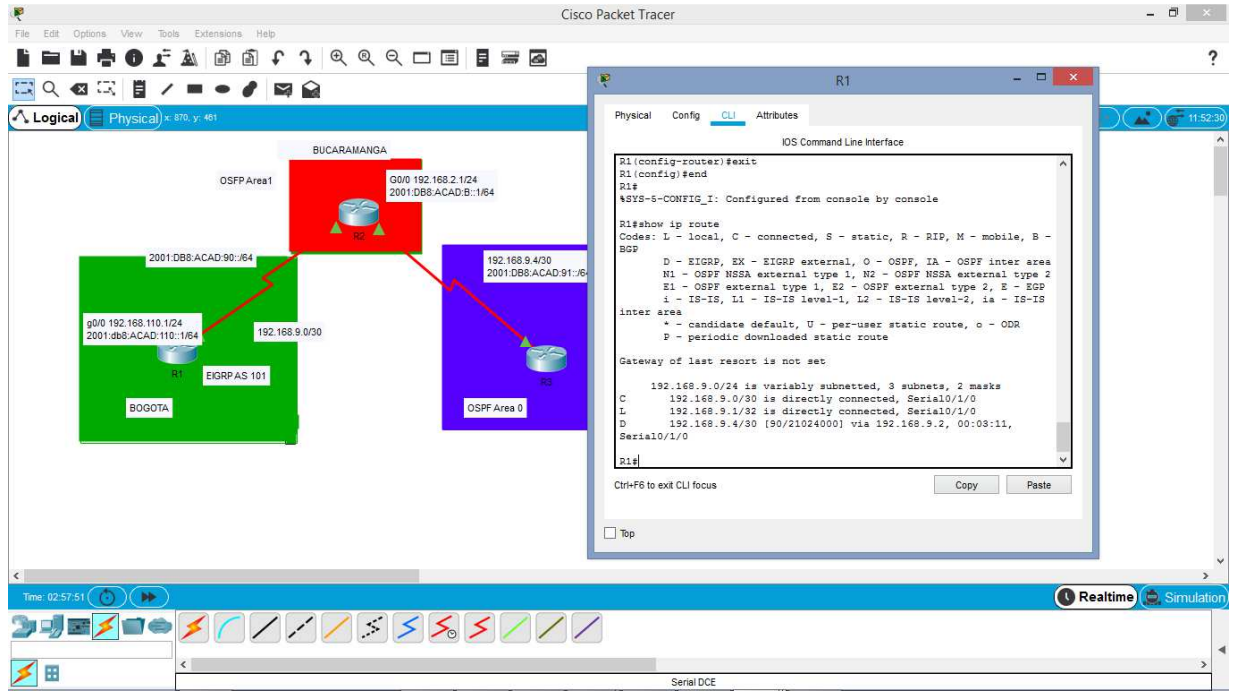 Cisco Packet Tracer
File Edit Options View Tools Extensions Help
?
R1
Logical Physical x: 870, y: 461
11:52:30
Physical Config CLI Attributes
IOS Command Line Interface
R1(config-router)#exit
R1(config)#end
R1#
%SYS-5-CONFIG_I: Configured from console by console
R1#show ip route
Codes: L - local, C - connected, S - static, R - RIP, M - mobile, B -
BGP
D - EIGRP, EX - EIGRP external, O - OSPF, IA - OSPF inter area
N1 - OSPF NSSA external type 1, N2 - OSPF NSSA external type 2
E1 - OSPF external type 1, E2 - OSPF external type 2, E - EGP
i - IS-IS, L1 - IS-IS level-1, L2 - IS-IS level-2, ia - IS-IS
inter area
* - candidate default, U - per-user static route, o - ODR
P - periodic downloaded static route
Gateway of last resort is not set
192.168.9.0/24 is variably subnetted, 3 subnets, 2 masks
C 192.168.9.0/30 is directly connected, Serial0/1/0
L 192.168.9.1/32 is directly connected, Serial0/1/0
D 192.168.9.4/30 [90/21024000] via 192.168.9.2, 00:03:11,
Serial0/1/0
R1#
Ctrl+F6 to exit CLI focus
Copy
Paste
Top
BUCARAMANGA
OSFP Area1
G0/0 192.168.2.1/24
2001:DB8:ACAD:B::1/64
R2
2001:DB8:ACAD:90::/64
192.168.9.4/30
2001:DB8:ACAD:91::/6
g0/0 192.168.110.1/24
2001:db8:ACAD:110::1/64
192.168.9.0/30
R1
EIGRP AS 101
R3
BOGOTA
OSPF Area 0
Time: 02:57:51
Realtime
Simulation
Serial DCE